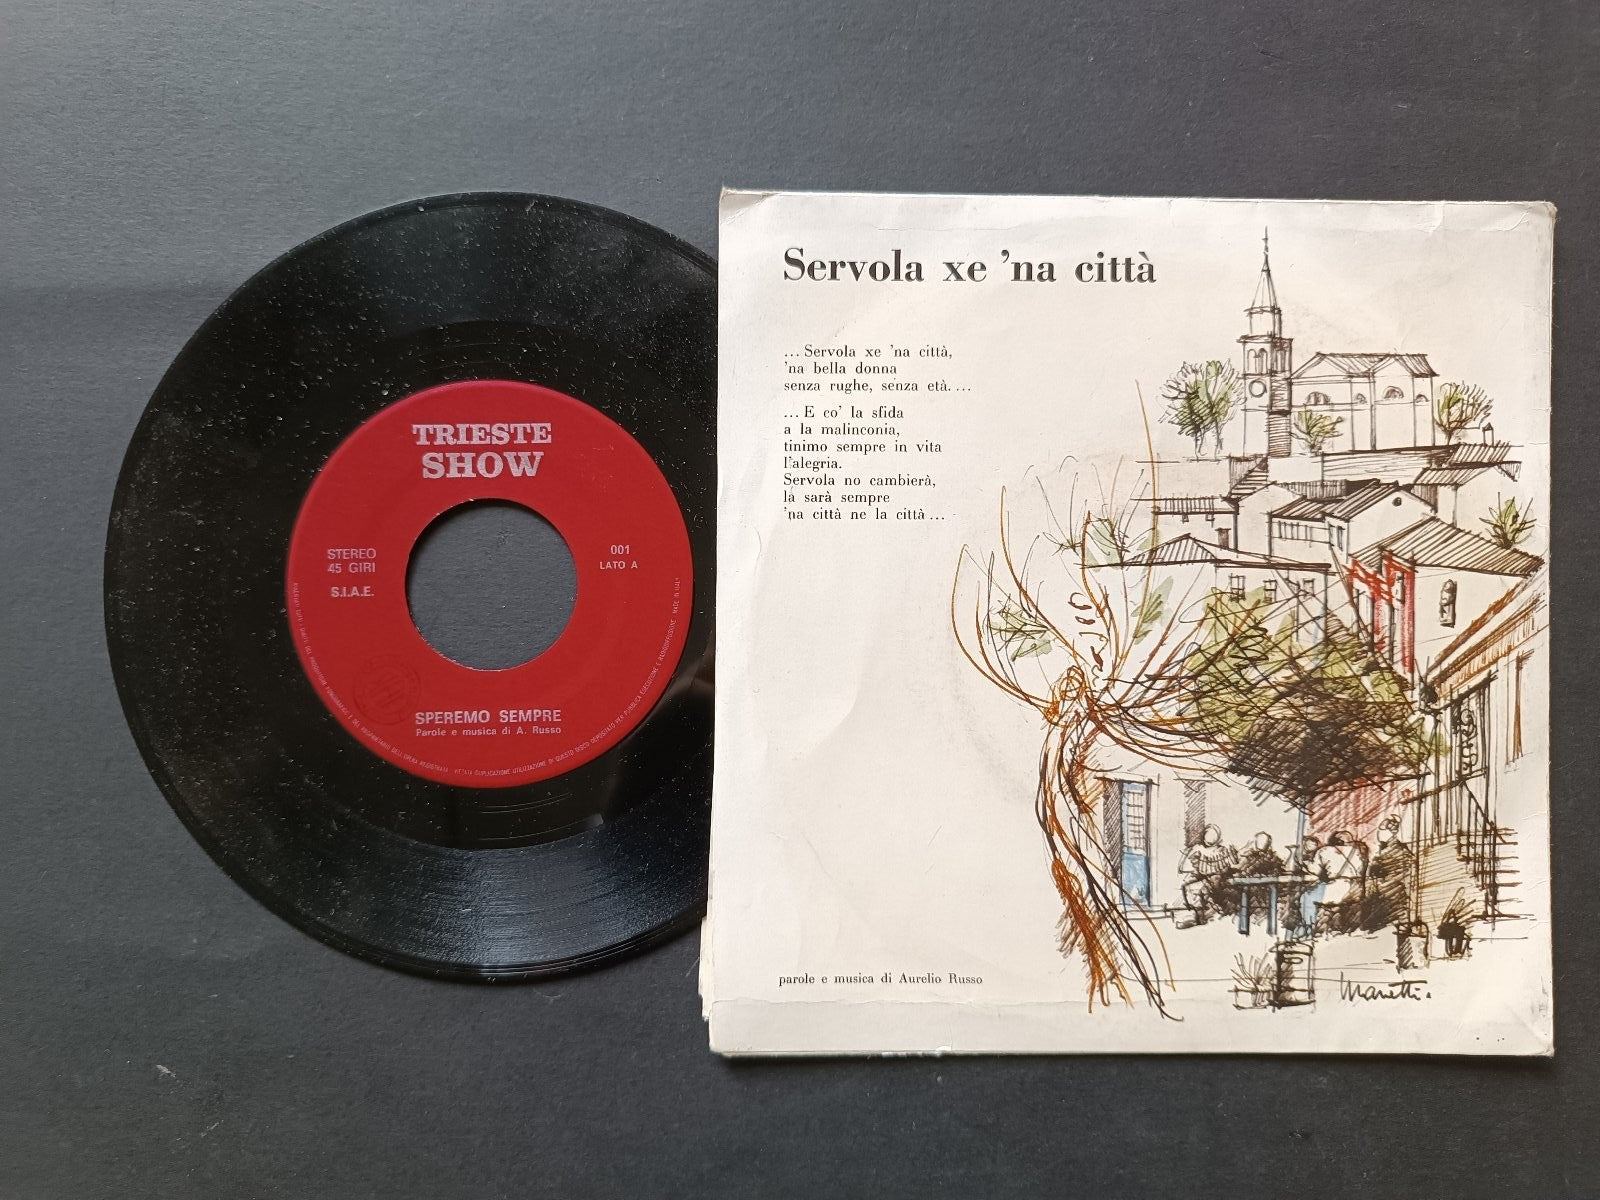 TRIESTE
SHOW
STEREO
45 GIRI
S.I.A.E.
001
LATO A
SPEREMO SEMPRE
Parole e musica di A. Russo
Servola xe 'na città
... Servola xe 'na città,
'na bella donna
senza rughe, senza età. ...
... E co' la sfida
a la malinconia,
tinimo sempre in vita
l'alegria.
Servola no cambierà,
la sarà sempre
'na città ne la città ...
parole e musica di Aurelio Russo
Maretti.